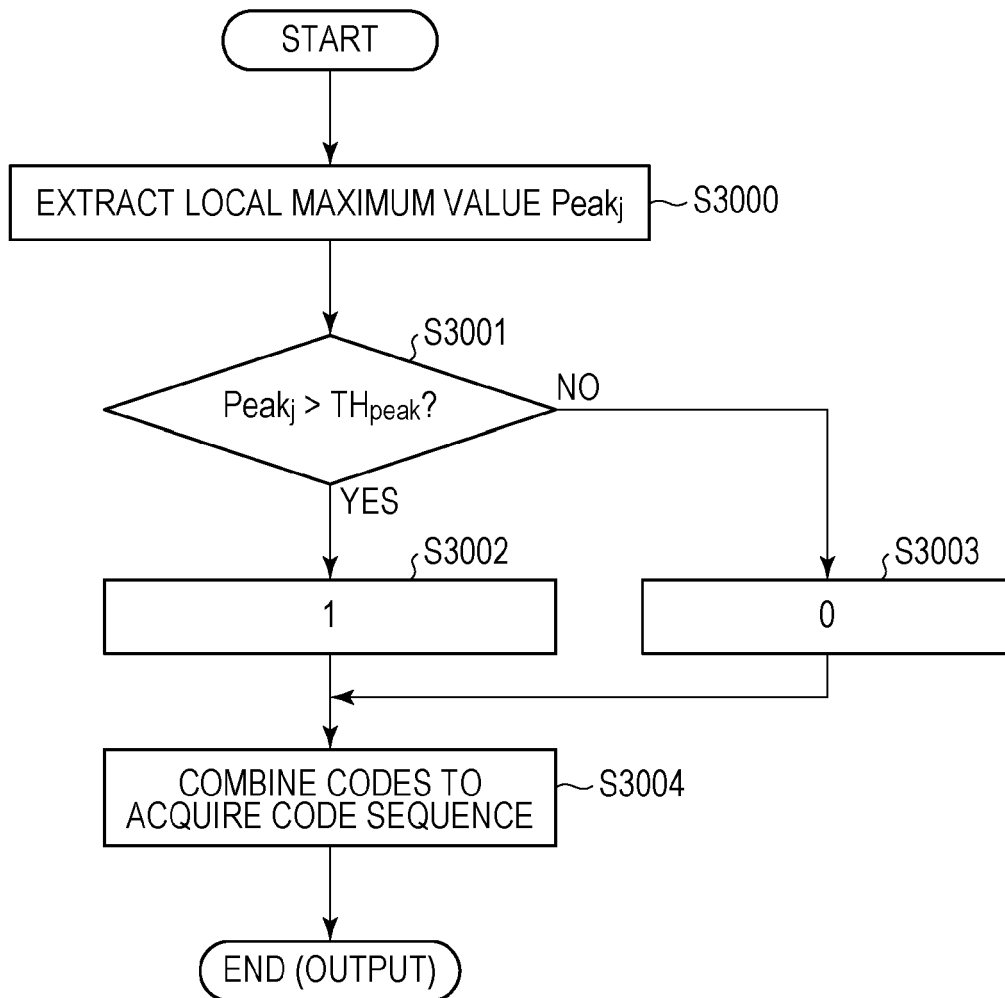 START
EXTRACT LOCAL MAXIMUM VALUE Peakj
S3000
S3001
Peakj > THpeak?
NO
YES
S3002
1
S3003
0
COMBINE CODES TO
ACQUIRE CODE SEQUENCE
S3004
END (OUTPUT)